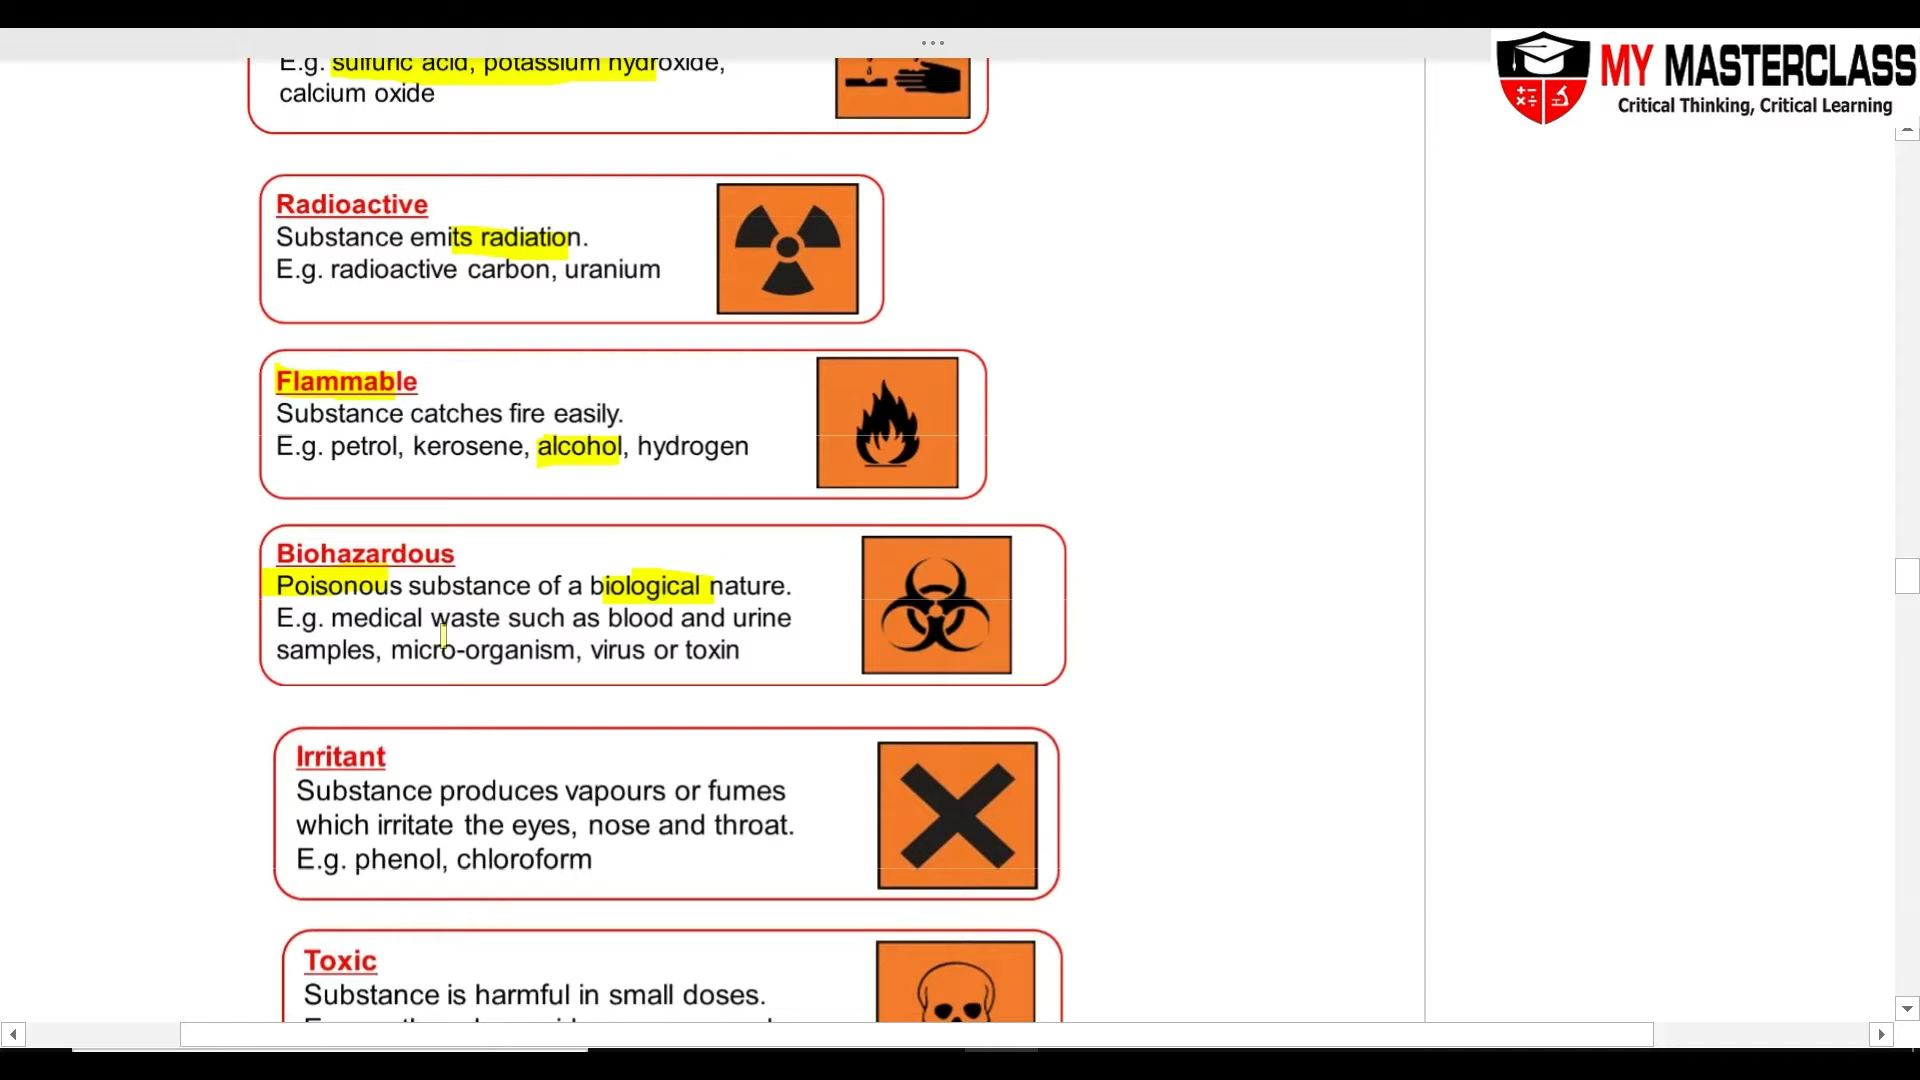 E.g. sulfuric acid, potassium hydroxide,
calcium oxide
MY MASTERCLASS
Critical Thinking, Critical Learning
Radioactive
Substance emits radiation.
E.g. radioactive carbon, uranium
Flammable
Substance catches fire easily.
E.g. petrol, kerosene, alcohol, hydrogen
Biohazardous
Poisonous substance of a biological nature.
E.g. medical waste such as blood and urine
samples, micro-organism, virus or toxin
Irritant
Substance produces vapours or fumes
which irritate the eyes, nose and throat.
E.g. phenol, chloroform
Toxic
Substance is harmful in small doses.